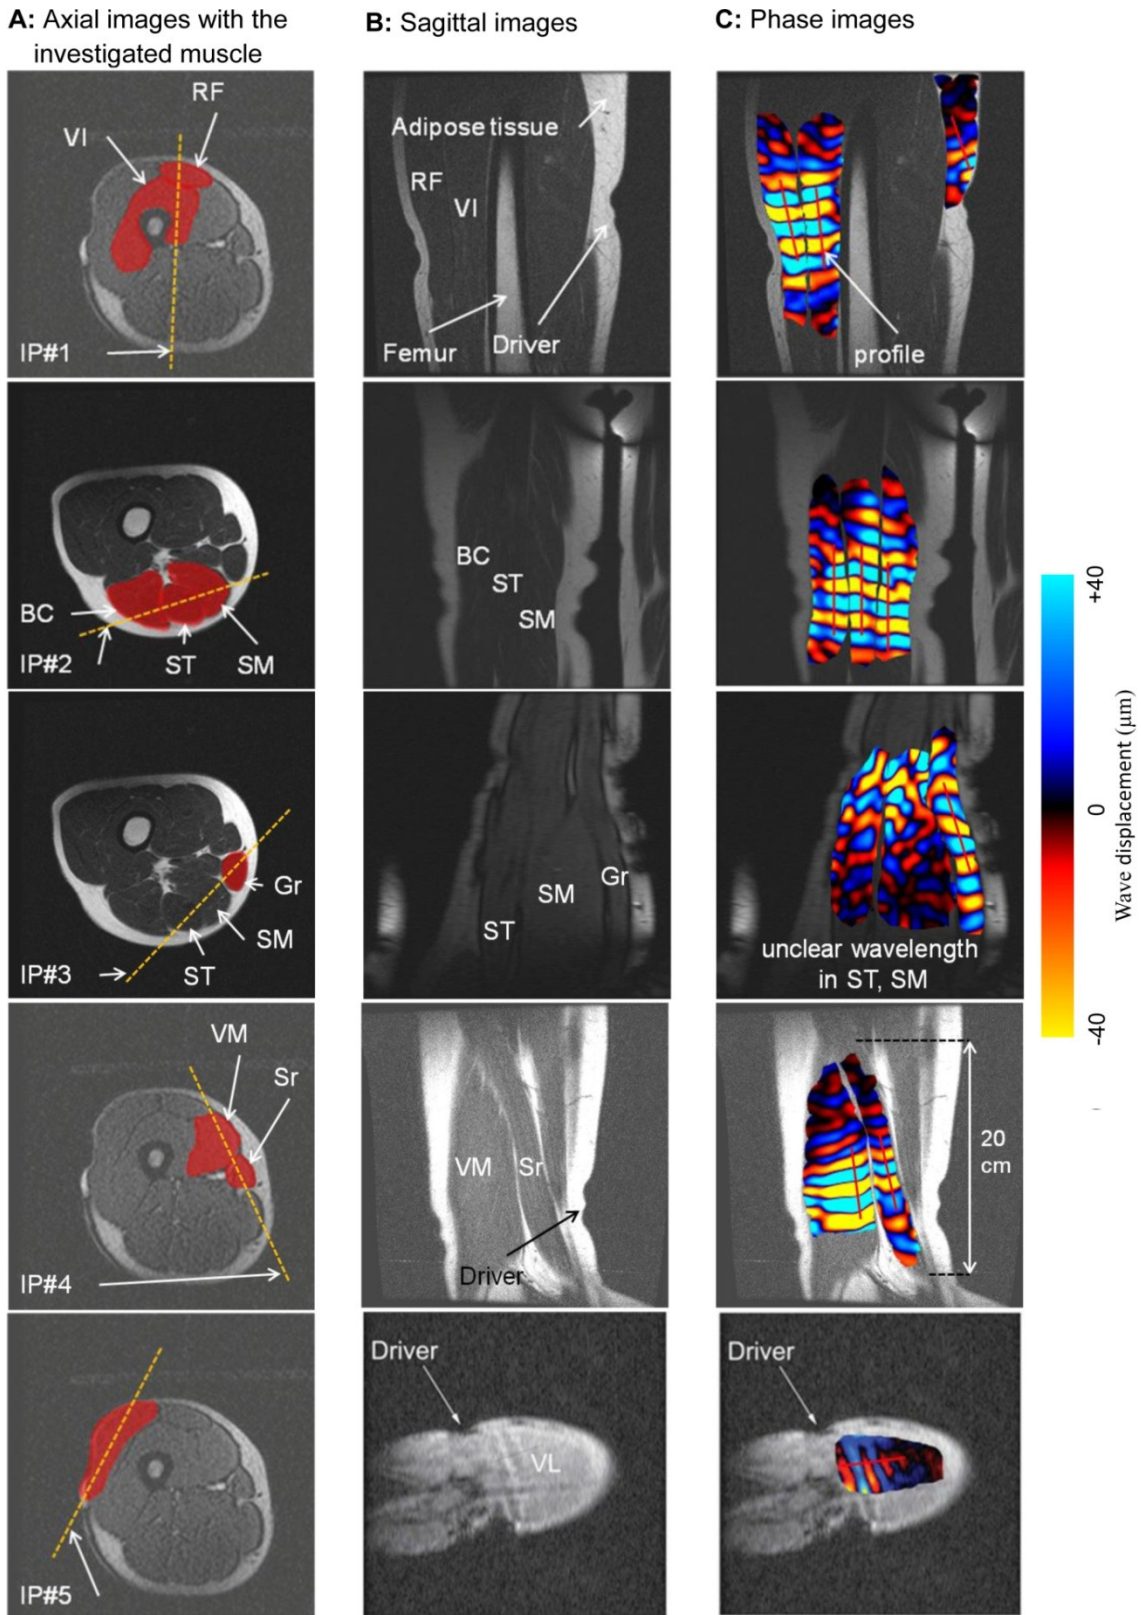 A: Axial images with the
investigated muscle
B: Sagittal images
C: Phase images
RF
VI
IP#1
Adipose tissue
RF
VI
Femur
Driver
profile
BC
IP#2
ST
SM
BC
ST
SM
Gr
SM
ST
IP#3
Gr
SM
ST
unclear wavelength
in ST, SM
VM
Sr
IP#4
VM
Sr
Driver
20
cm
IP#5
Driver
VL
Driver
+40
0
-40
Wave displacement (µm)